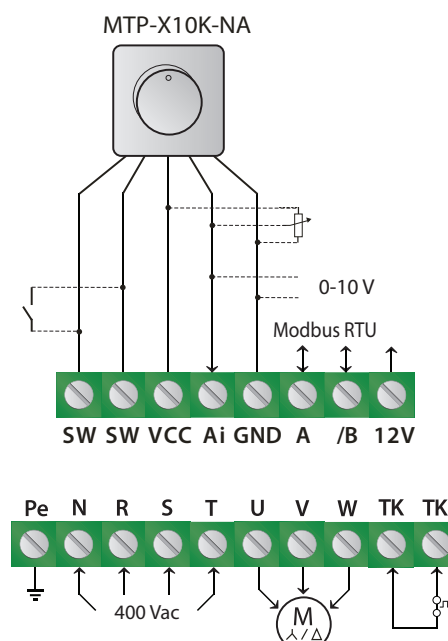 MTP-X10K-NA
0-10 V
Modbus RTU
SW SW VCC Ai GND A /B 12V
Pe N R S T U V W TK TK
400 Vac
M
⅄/Δ